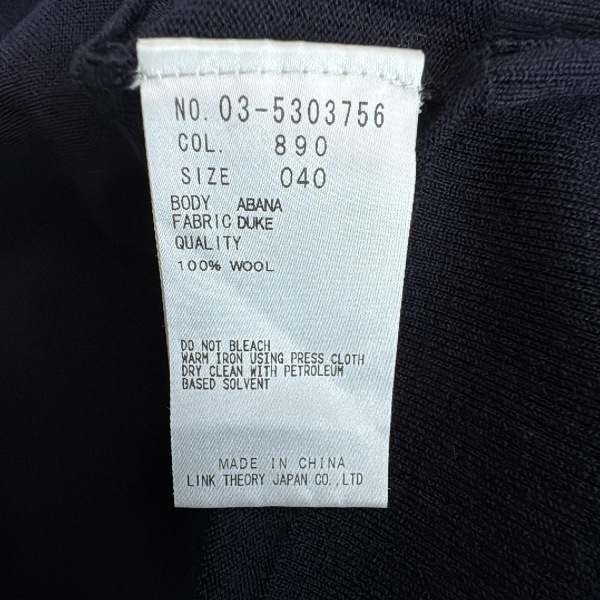 NO. 03-5303756
COL. 890
SIZE 040
BODY ABANA
FABRIC DUKE
QUALITY
100% WOOL
DO NOT BLEACH
WARM IRON USING PRESS CLOTH
DRY CLEAN WITH PETROLEUM
BASED SOLVENT
MADE IN CHINA
LINK THEORY JAPAN CO.,LTD